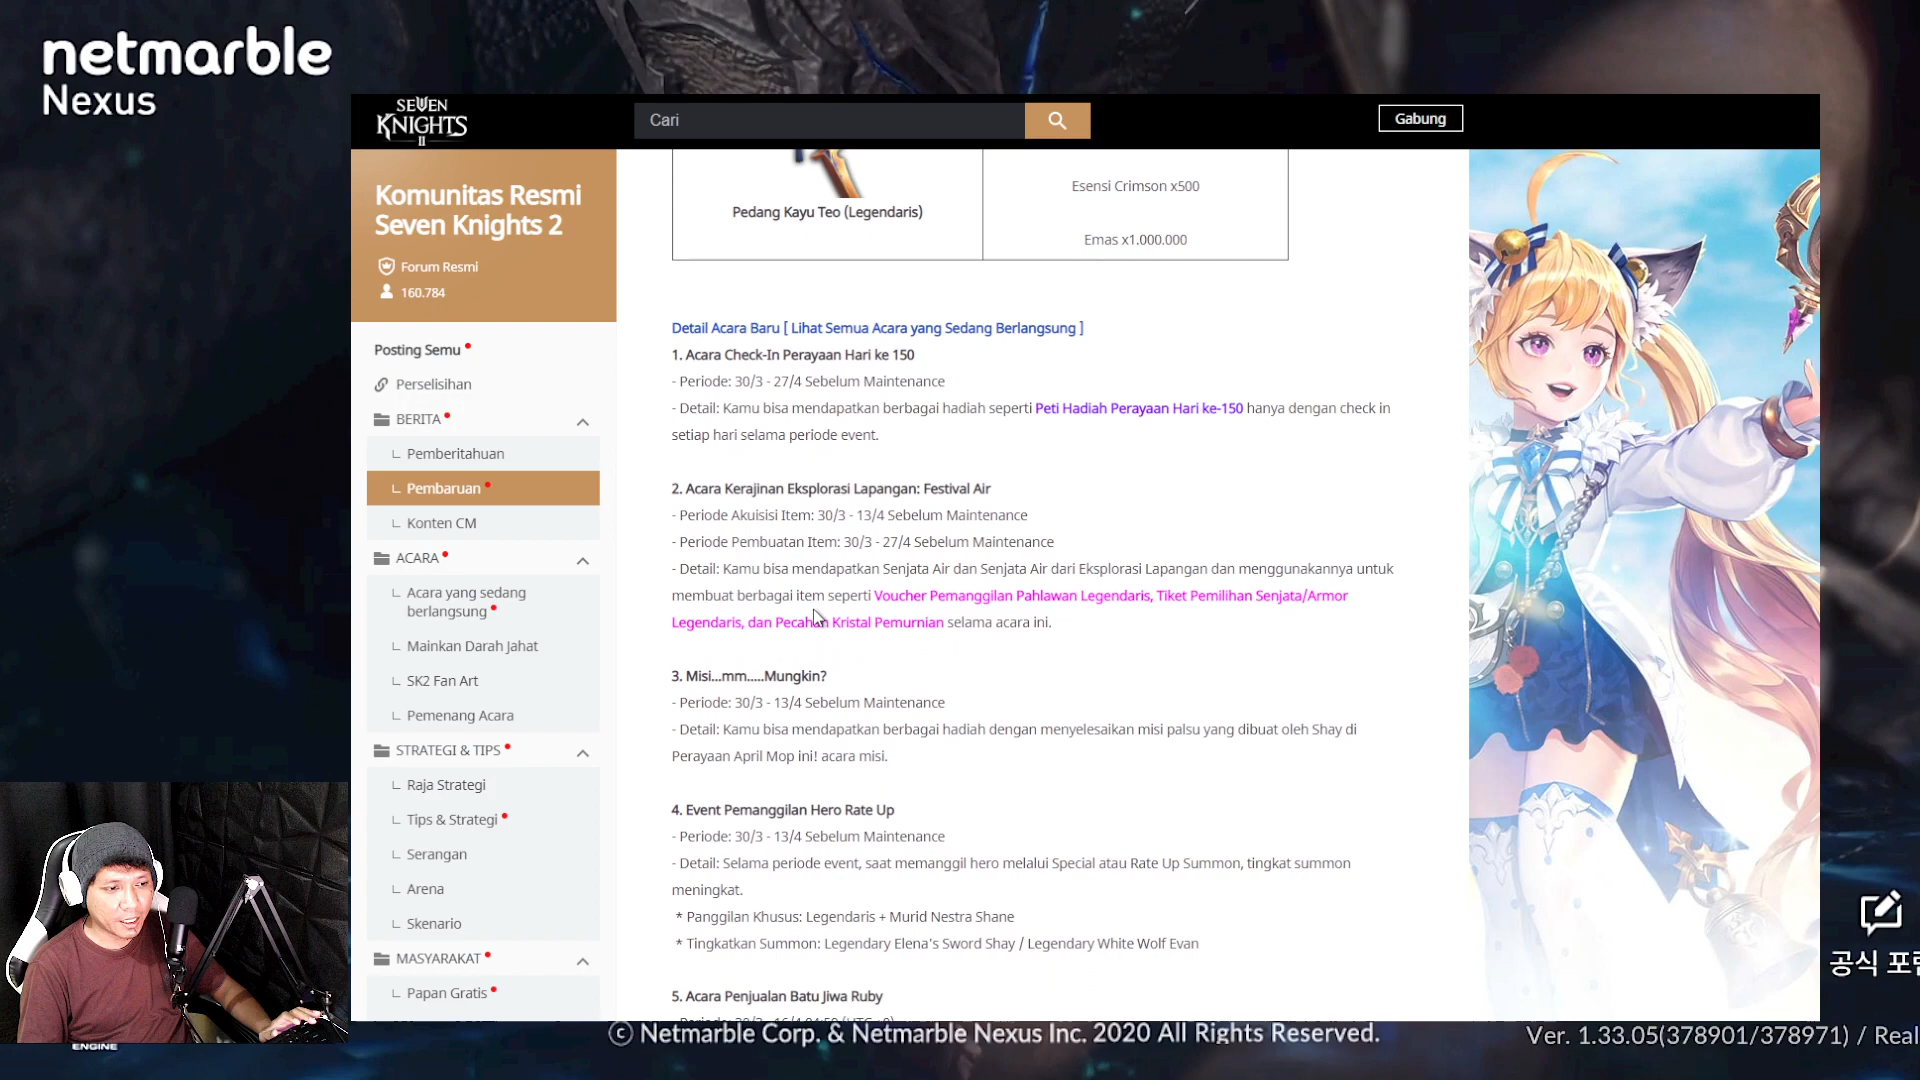 netmarble
Nexus
SEVEN
KNIGHTS
II
Cari
Gabung
Komunitas Resmi
Seven Knights 2
Forum Resmi
160.784
Posting Semu
Perselisihan
BERITA
Pemberitahuan
Pembaruan
Konten CM
ACARA
Acara yang sedang
berlangsung
Mainkan Darah Jahat
SK2 Fan Art
Pemenang Acara
STRATEGI & TIPS
Raja Strategi
Tips & Strategi
Serangan
Arena
Skenario
MASYARAKAT
Papan Gratis
Pedang Kayu Teo (Legendaris)
Esensi Crimson x500
Emas x1.000.000
Detail Acara Baru [ Lihat Semua Acara yang Sedang Berlangsung ]
1. Acara Check-In Perayaan Hari ke 150
- Periode: 30/3 - 27/4 Sebelum Maintenance
- Detail: Kamu bisa mendapatkan berbagai hadiah seperti Peti Hadiah Perayaan Hari ke-150 hanya dengan check in
setiap hari selama periode event.
2. Acara Kerajinan Eksplorasi Lapangan: Festival Air
- Periode Akuisisi Item: 30/3 - 13/4 Sebelum Maintenance
- Periode Pembuatan Item: 30/3 - 27/4 Sebelum Maintenance
- Detail: Kamu bisa mendapatkan Senjata Air dan Senjata Air dari Eksplorasi Lapangan dan menggunakannya untuk
membuat berbagai item seperti Voucher Pemanggilan Pahlawan Legendaris, Tiket Pemilihan Senjata/Armor
Legendaris, dan Pecahan Kristal Pemurnian selama acara ini.
3. Misi...mm.....Mungkin?
- Periode: 30/3 - 13/4 Sebelum Maintenance
- Detail: Kamu bisa mendapatkan berbagai hadiah dengan menyelesaikan misi palsu yang dibuat oleh Shay di
Perayaan April Mop ini! acara misi.
4. Event Pemanggilan Hero Rate Up
- Periode: 30/3 - 13/4 Sebelum Maintenance
- Detail: Selama periode event, saat memanggil hero melalui Special atau Rate Up Summon, tingkat summon
meningkat.
* Panggilan Khusus: Legendaris + Murid Nestra Shane
* Tingkatkan Summon: Legendary Elena's Sword Shay / Legendary White Wolf Evan
5. Acara Penjualan Batu Jiwa Ruby
공식 포
ENGINE
© Netmarble Corp. & Netmarble Nexus Inc. 2020 All Rights Reserved.
Ver. 1.33.05(378901/378971) / Real